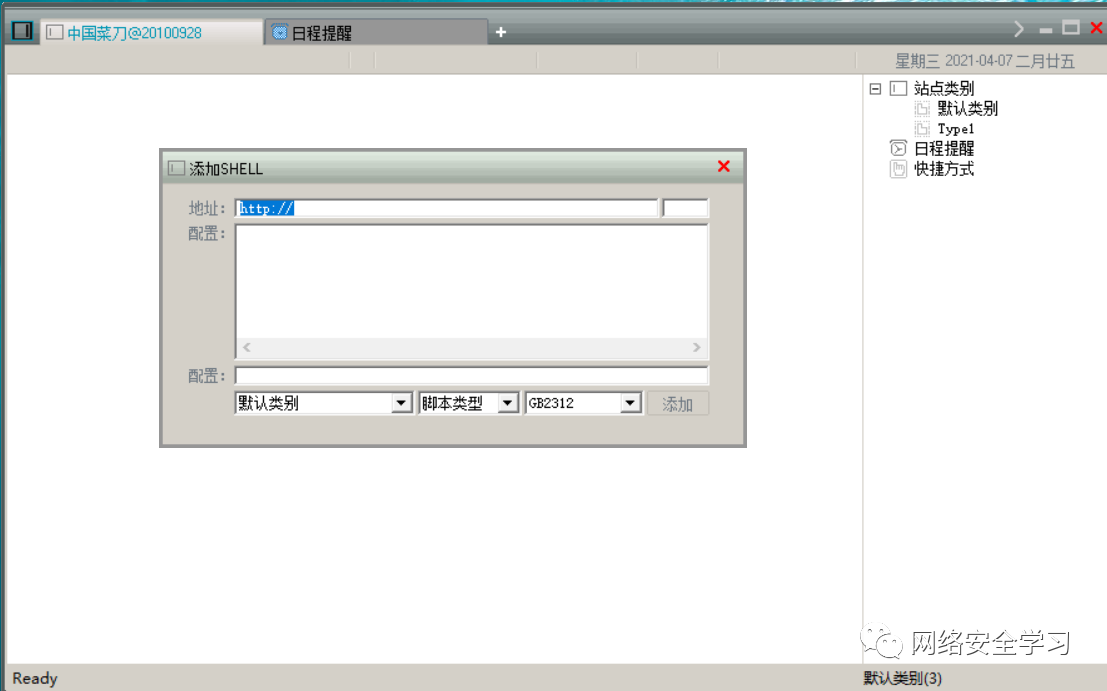 中国菜刀@20100928
日程提醒
星期三 2021-04-07 二月廿五
站点类别
默认类别
Type1
日程提醒
快捷方式
添加SHELL
地址: http://
配置:
配置:
默认类别 脚本类型 GB2312 添加
网络安全学习
Ready
默认类别(3)